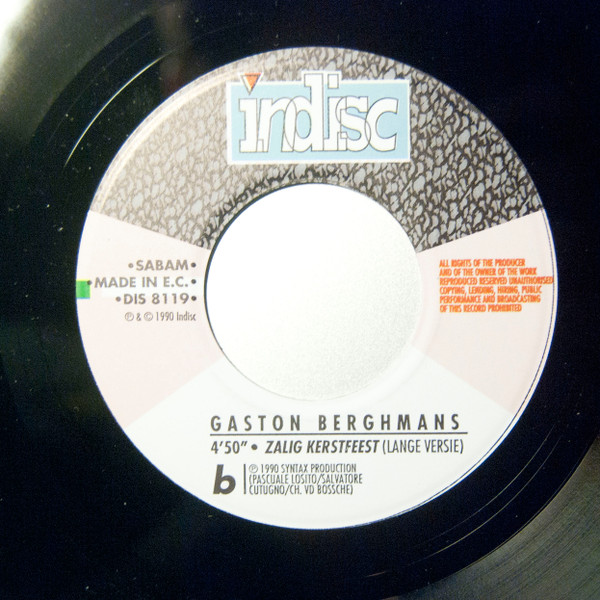 indisc
•SABAM•
•MADE IN E.C.•
•DIS 8119•
℗ & © 1990 Indisc
ALL RIGHTS OF THE PRODUCER
AND OF THE OWNER OF THE WORK
REPRODUCED RESERVED UNAUTHORISED
COPYING, LENDING, HIRING, PUBLIC
PERFORMANCE AND BROADCASTING
OF THIS RECORD PROHIBITED
GASTON BERGHMANS
4'50" • ZALIG KERSTFEEST (LANGE VERSIE)
b
℗ 1990 SYNTAX PRODUCTION
(PASCUALE LOSITO/SALVATORE
CUTUGNO/CH. VD BOSSCHE)